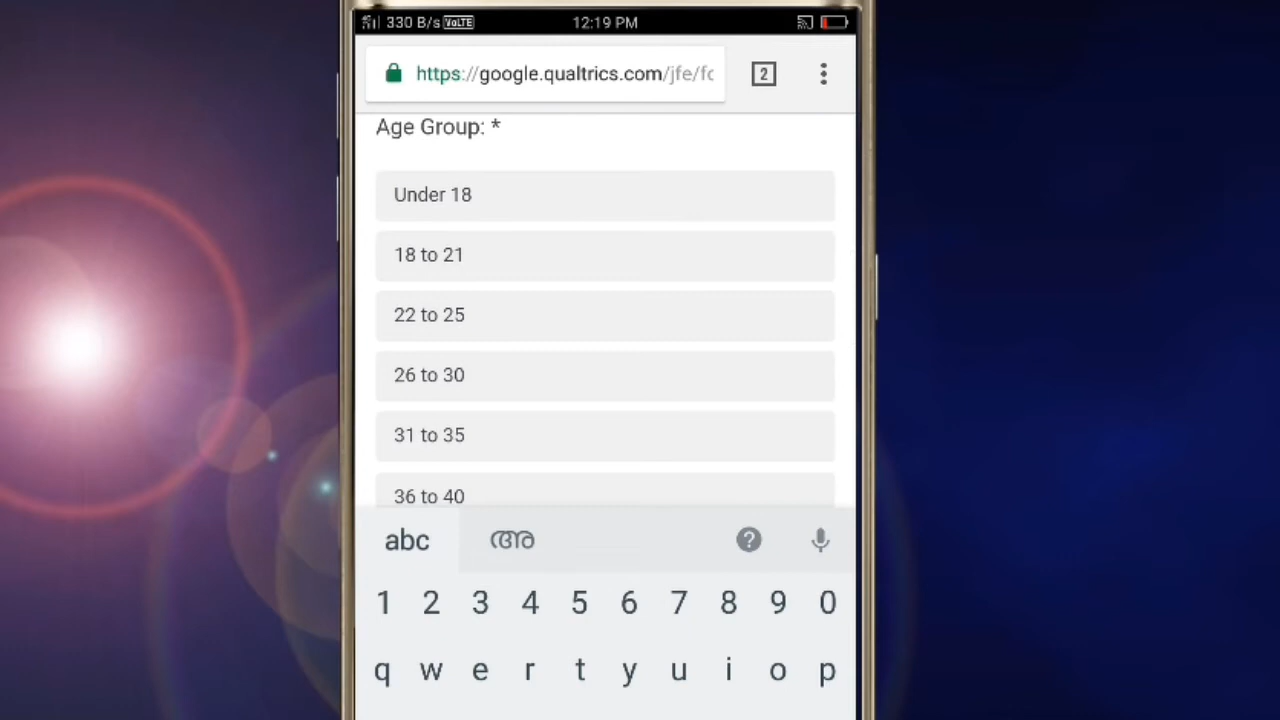 330 B/s VoLTE 12:19 PM
https://google.qualtrics.com/jfe/fc 2
Age Group: *
Under 18
18 to 21
22 to 25
26 to 30
31 to 35
36 to 40
abc അ ?
1 2 3 4 5 6 7 8 9 0
q w e r t y u i o p